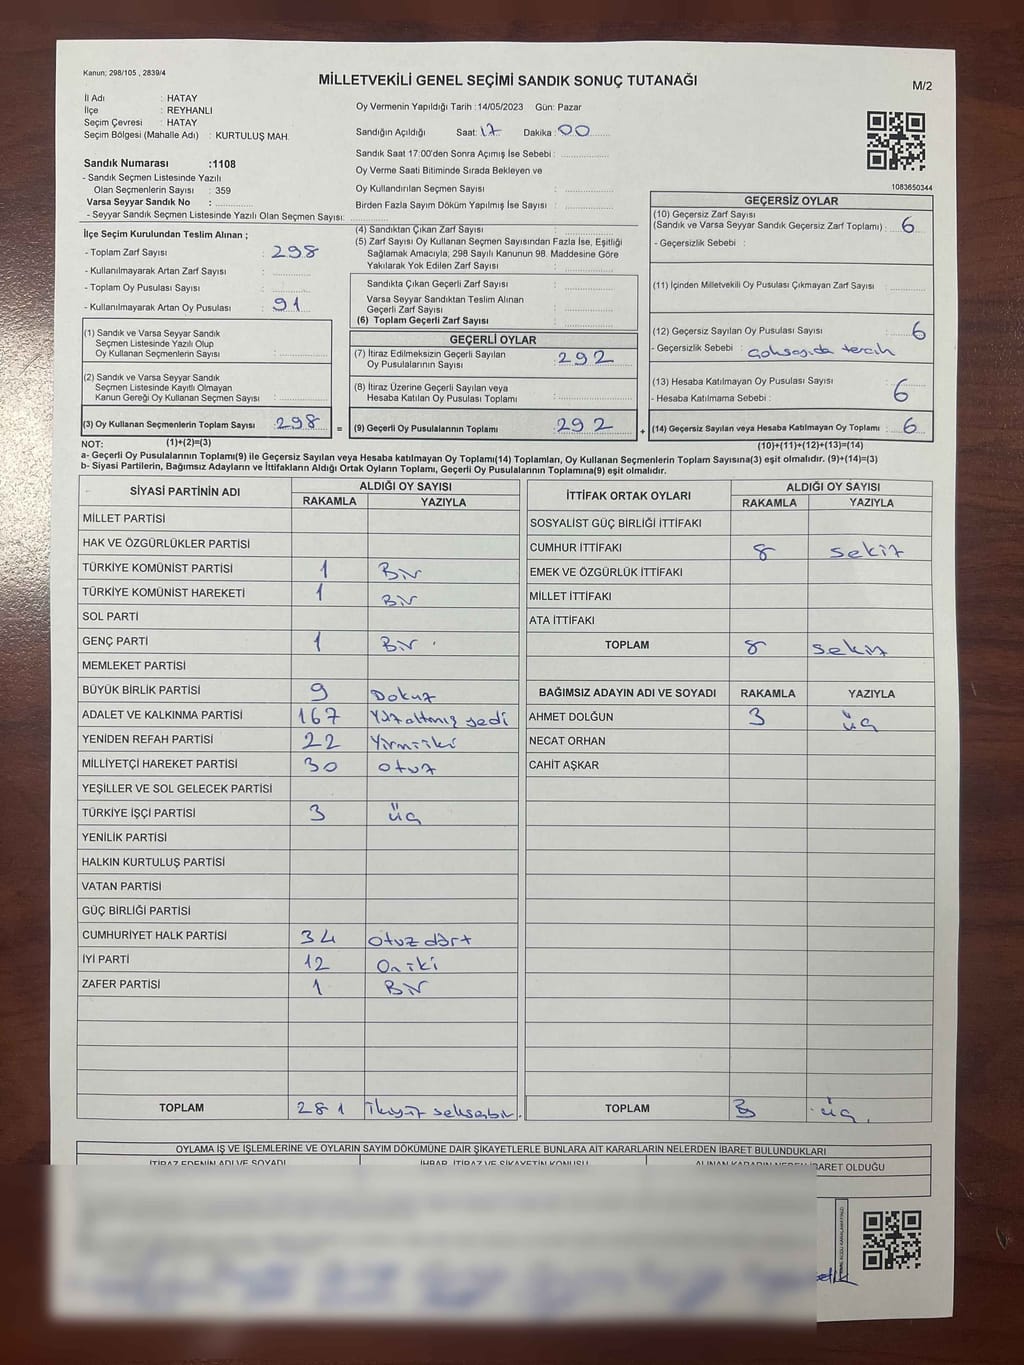 Kanun; 298/105 , 2839/4
MİLLETVEKİLİ GENEL SEÇİMİ SANDIK SONUÇ TUTANAĞI
M/2
İl Adı : HATAY
İlçe : REYHANLI
Seçim Çevresi : HATAY
Seçim Bölgesi (Mahalle Adı) : KURTULUŞ MAH.
Sandık Numarası :1108
- Sandık Seçmen Listesinde Yazılı
Olan Seçmenlerin Sayısı : 359
Varsa Seyyar Sandık No :
- Seyyar Sandık Seçmen Listesinde Yazılı Olan Seçmen Sayısı:
Oy Vermenin Yapıldığı Tarih :14/05/2023 Gün: Pazar
Sandığın Açıldığı Saat: 17 Dakika : 00
Sandık Saat 17:00'den Sonra Açımış İse Sebebi :
Oy Verme Saati Bitiminde Sırada Bekleyen ve
Oy Kullandırılan Seçmen Sayısı :
Birden Fazla Sayım Döküm Yapılmış İse Sayısı :
1083650344
İlçe Seçim Kurulundan Teslim Alınan ;
- Toplam Zarf Sayısı : 298
- Kullanılmayarak Artan Zarf Sayısı :
- Toplam Oy Pusulası Sayısı :
- Kullanılmayarak Artan Oy Pusulası : 91
(1) Sandık ve Varsa Seyyar Sandık
Seçmen Listesinde Yazılı Olup
Oy Kullanan Seçmenlerin Sayısı :
(2) Sandık ve Varsa Seyyar Sandık
Seçmen Listesinde Kayıtlı Olmayan
Kanun Gereği Oy Kullanan Seçmen Sayısı :
(3) Oy Kullanan Seçmenlerin Toplam Sayısı : 298 =
(4) Sandıktan Çıkan Zarf Sayısı :
(5) Zarf Sayısı Oy Kullanan Seçmen Sayısından Fazla İse, Eşitliği
Sağlamak Amacıyla; 298 Sayılı Kanunun 98. Maddesine Göre
Yakılarak Yok Edilen Zarf Sayısı :
Sandıkta Çıkan Geçerli Zarf Sayısı :
Varsa Seyyar Sandıktan Teslim Alınan
Geçerli Zarf Sayısı :
(6) Toplam Geçerli Zarf Sayısı :
GEÇERLİ OYLAR
(7) İtiraz Edilmeksizin Geçerli Sayılan
Oy Pusulalarının Sayısı : 292
(8) İtiraz Üzerine Geçerli Sayılan veya
Hesaba Katılan Oy Pusulası Toplamı :
(9) Geçerli Oy Pusulalarının Toplamı : 292 +
GEÇERSİZ OYLAR
(10) Geçersiz Zarf Sayısı
(Sandık ve Varsa Seyyar Sandık Geçersiz Zarf Toplamı) : 6
- Geçersizlik Sebebi :
(11) İçinden Milletvekili Oy Pusulası Çıkmayan Zarf Sayısı :
(12) Geçersiz Sayılan Oy Pusulası Sayısı : 6
- Geçersizlik Sebebi : tercih
(13) Hesaba Katılmayan Oy Pusulası Sayısı : 6
- Hesaba Katılmama Sebebi :
(14) Geçersiz Sayılan veya Hesaba Katılmayan Oy Toplamı : 6
NOT: (1)+(2)=(3) (10)+(11)+(12)+(13)=(14)
a- Geçerli Oy Pusulalarının Toplamı(9) ile Geçersiz Sayılan veya Hesaba katılmayan Oy Toplamı(14) Toplamları, Oy Kullanan Seçmenlerin Toplam Sayısına(3) eşit olmalıdır. (9)+(14)=(3)
b- Siyasi Partilerin, Bağımsız Adayların ve İttifakların Aldığı Ortak Oyların Toplamı, Geçerli Oy Pusulalarının Toplamına(9) eşit olmalıdır.
SİYASİ PARTİNİN ADI ALDIĞI OY SAYISI
RAKAMLA YAZIYLA
MİLLET PARTİSİ
HAK VE ÖZGÜRLÜKLER PARTİSİ
TÜRKİYE KOMÜNİST PARTİSİ 1 Bir
TÜRKİYE KOMÜNİST HAREKETİ 1 Bir
SOL PARTİ
GENÇ PARTİ 1 Bir
MEMLEKET PARTİSİ
BÜYÜK BİRLİK PARTİSİ 9 Dokuz
ADALET VE KALKINMA PARTİSİ 167 Yüzaltmış yedi
YENİDEN REFAH PARTİSİ 22 Yirmiiki
MİLLİYETÇİ HAREKET PARTİSİ 30 otuz
YEŞİLLER VE SOL GELECEK PARTİSİ
TÜRKİYE İŞÇİ PARTİSİ 3 üç
YENİLİK PARTİSİ
HALKIN KURTULUŞ PARTİSİ
VATAN PARTİSİ
GÜÇ BİRLİĞİ PARTİSİ
CUMHURİYET HALK PARTİSİ 34 otuz dört
İYİ PARTİ 12 On iki
ZAFER PARTİSİ 1 Bir
TOPLAM 281 ikiyüz seksenbir.
İTTİFAK ORTAK OYLARI ALDIĞI OY SAYISI
RAKAMLA YAZIYLA
SOSYALİST GÜÇ BİRLİĞİ İTTİFAKI
CUMHUR İTTİFAKI 8 sekiz
EMEK VE ÖZGÜRLÜK İTTİFAKI
MİLLET İTTİFAKI
ATA İTTİFAKI
TOPLAM 8 sekiz
BAĞIMSIZ ADAYIN ADI VE SOYADI RAKAMLA YAZIYLA
AHMET DOLĞUN 3 üç
NECAT ORHAN
CAHİT AŞKAR
TOPLAM 3 üç.
OYLAMA İŞ VE İŞLEMLERİNE VE OYLARIN SAYIM DÖKÜMÜNE DAİR ŞİKAYETLERLE BUNLARA AİT KARARLARIN NELERDEN İBARET BULUNDUKLARI
İTİRAZ EDENİN ADI VE SOYADI İHBAR, İTİRAZ VE ŞİKAYETİN KONUSU ALINAN KARARIN NEDEN İBARET OLDUĞU